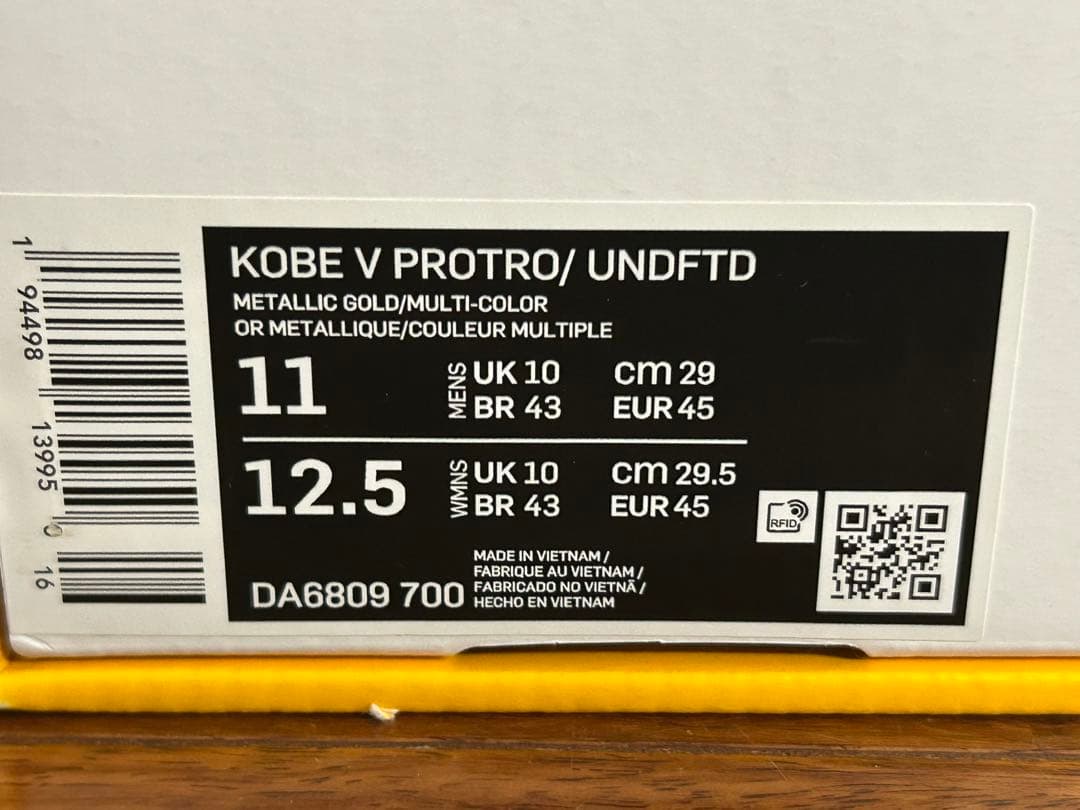 KOBE V PROTRO/ UNDFTD
METALLIC GOLD/MULTI-COLOR
OR METALLIQUE/COULEUR MULTIPLE
11 MENS UK 10 cm 29
BR 43 EUR 45
12.5 WMNS UK 10 cm 29.5
BR 43 EUR 45
MADE IN VIETNAM /
FABRIQUE AU VIETNAM /
FABRICADO NO VIETNÃ /
HECHO EN VIETNAM
DA6809 700
RFID
1 94498 13995 0 16